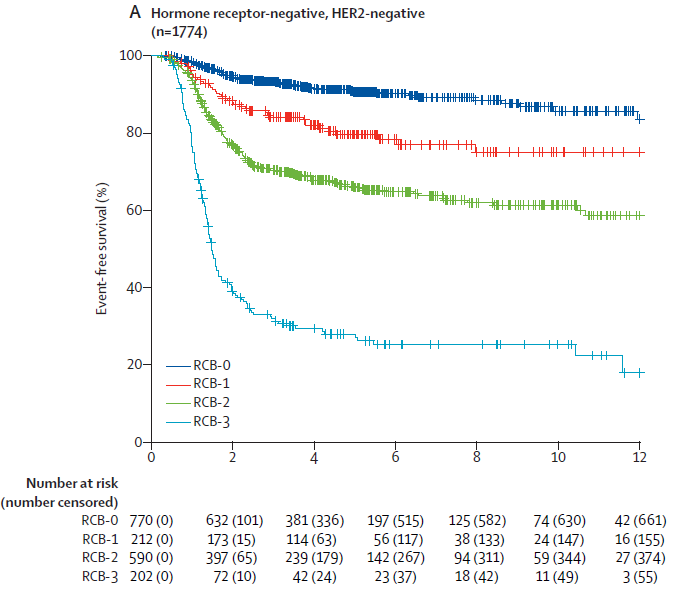 A Hormone receptor-negative, HER2-negative
(n=1774)
Event-free survival (%)
100
80
60
40
20
0
RCB-0
RCB-1
RCB-2
RCB-3
0 2 4 6 8 10 12
Number at risk
(number censored)
RCB-0 770 (0) 632 (101) 381 (336) 197 (515) 125 (582) 74 (630) 42 (661)
RCB-1 212 (0) 173 (15) 114 (63) 56 (117) 38 (133) 24 (147) 16 (155)
RCB-2 590 (0) 397 (65) 239 (179) 142 (267) 94 (311) 59 (344) 27 (374)
RCB-3 202 (0) 72 (10) 42 (24) 23 (37) 18 (42) 11 (49) 3 (55)